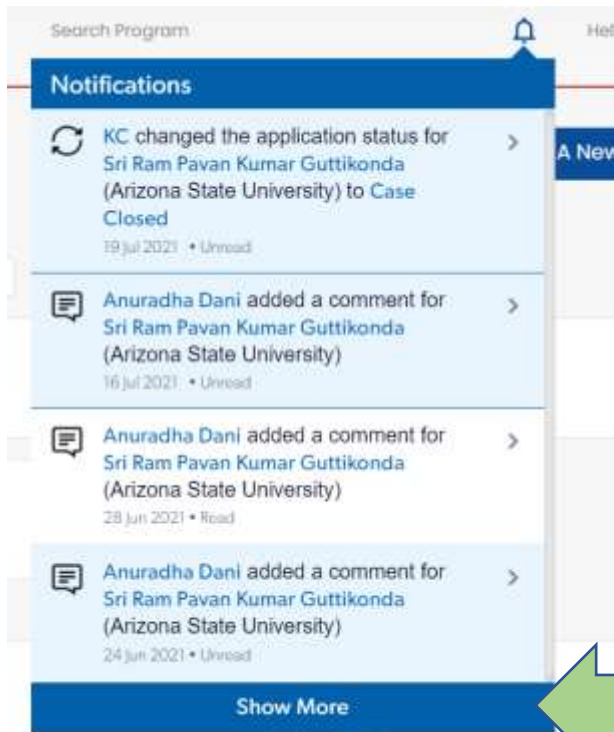 Search Program
Hel
Notifications
A New
KC changed the application status for
Sri Ram Pavan Kumar Guttikonda
(Arizona State University) to Case
Closed
19 Jul 2021 • Unread
Anuradha Dani added a comment for
Sri Ram Pavan Kumar Guttikonda
(Arizona State University)
16 Jul 2021 • Unread
Anuradha Dani added a comment for
Sri Ram Pavan Kumar Guttikonda
(Arizona State University)
28 Jun 2021 • Read
Anuradha Dani added a comment for
Sri Ram Pavan Kumar Guttikonda
(Arizona State University)
24 Jun 2021 • Unread
Show More